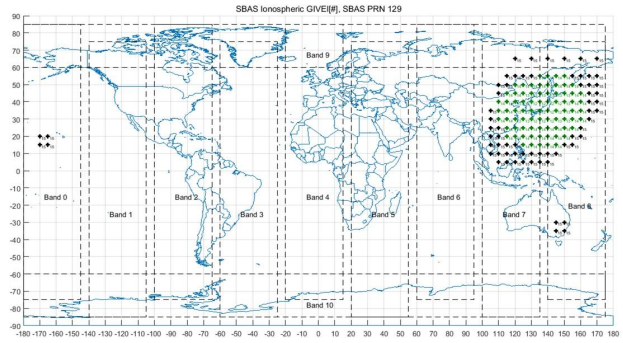 SBAS Ionospheric GIVEI[#], SBAS PRN 129
90
80
70
60
50
40
30
20
10
0
-10
-20
-30
-40
-50
-60
-70
-80
-90
Band 9
Band 0
Band 1
Band 2
Band 3
Band 4
Band 5
Band 6
Band 7
Band 8
Band 10
-180 -170 -160 -150 -140 -130 -120 -110 -100 -90 -80 -70 -60 -50 -40 -30 -20 -10 0 10 20 30 40 50 60 70 80 90 100 110 120 130 140 150 160 170 180